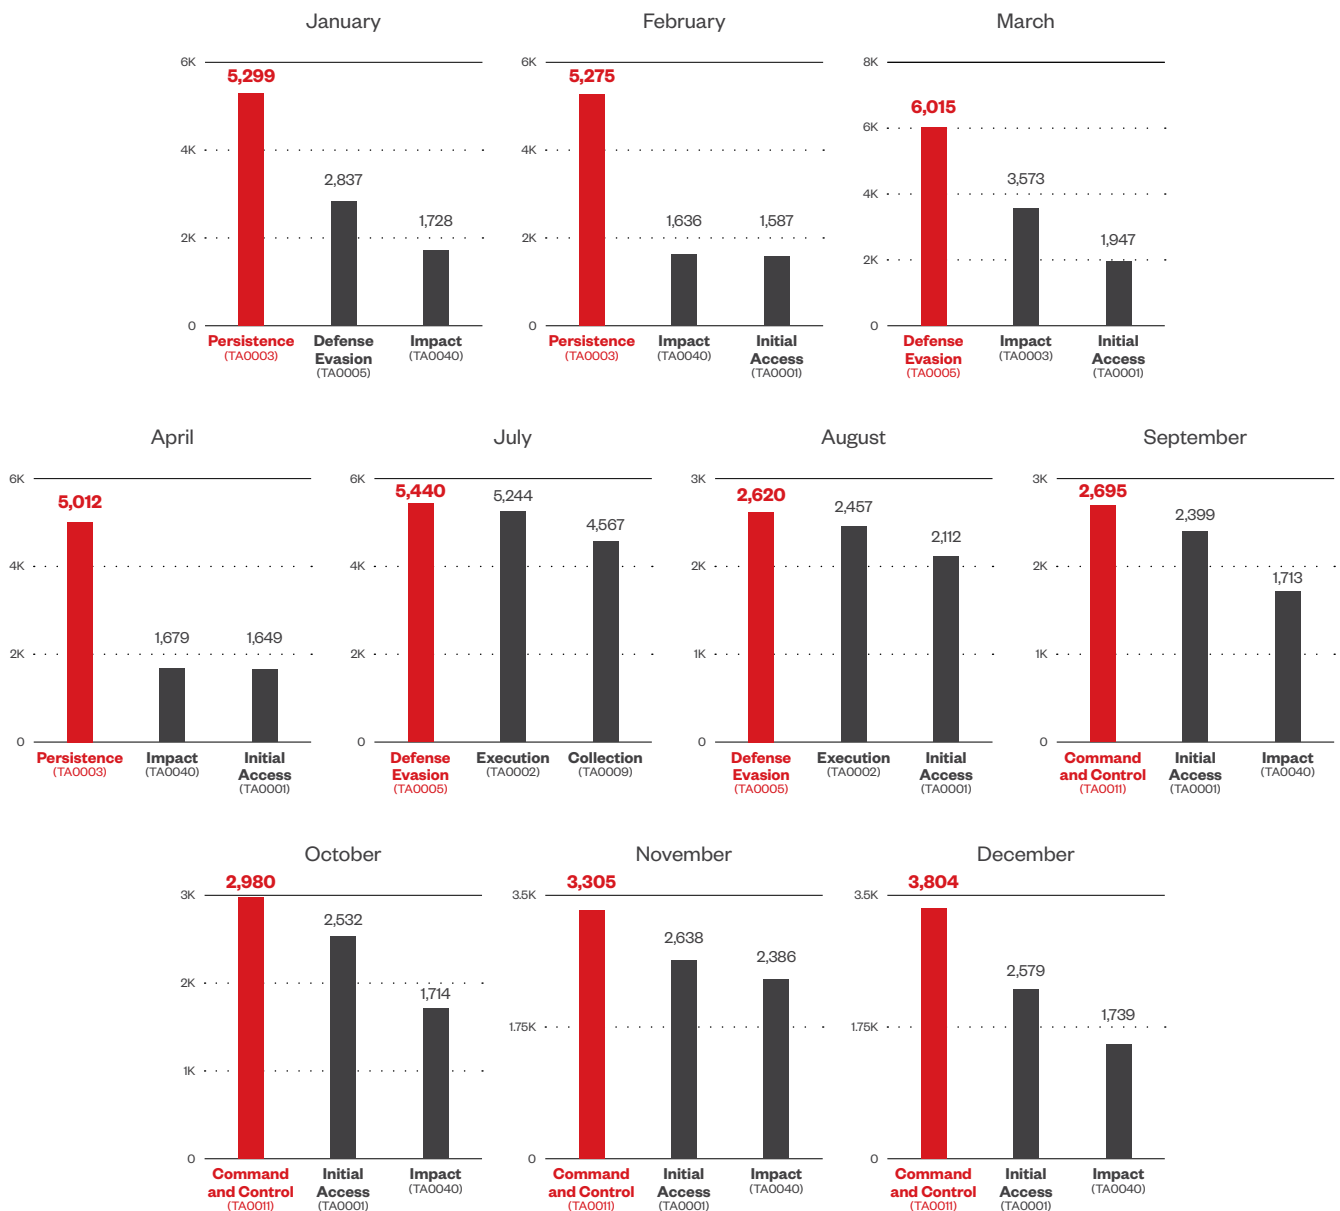 January
6K
4K
2K
0
5,299
2,837
1,728
Persistence
(TA0003)
Defense
Evasion
(TA0005)
Impact
(TA0040)
February
6K
4K
2K
0
5,275
1,636
1,587
Persistence
(TA0003)
Impact
(TA0040)
Initial
Access
(TA0001)
March
8K
6K
4K
2K
0
6,015
3,573
1,947
Defense
Evasion
(TA0005)
Impact
(TA0003)
Initial
Access
(TA0001)
April
6K
4K
2K
0
5,012
1,679
1,649
Persistence
(TA0003)
Impact
(TA0040)
Initial
Access
(TA0001)
July
6K
4K
2K
0
5,440
5,244
4,567
Defense
Evasion
(TA0005)
Execution
(TA0002)
Collection
(TA0009)
August
3K
2K
1K
0
2,620
2,457
2,112
Defense
Evasion
(TA0005)
Execution
(TA0002)
Initial
Access
(TA0001)
September
3K
2K
1K
0
2,695
2,399
1,713
Command
and Control
(TA0011)
Initial
Access
(TA0001)
Impact
(TA0040)
October
3K
2K
1K
0
2,980
2,532
1,714
Command
and Control
(TA0011)
Initial
Access
(TA0001)
Impact
(TA0040)
November
3.5K
1.75K
0
3,305
2,638
2,386
Command
and Control
(TA0011)
Initial
Access
(TA0001)
Impact
(TA0040)
December
3.5K
1.75K
0
3,804
2,579
1,739
Command
and Control
(TA0011)
Initial
Access
(TA0001)
Impact
(TA0040)